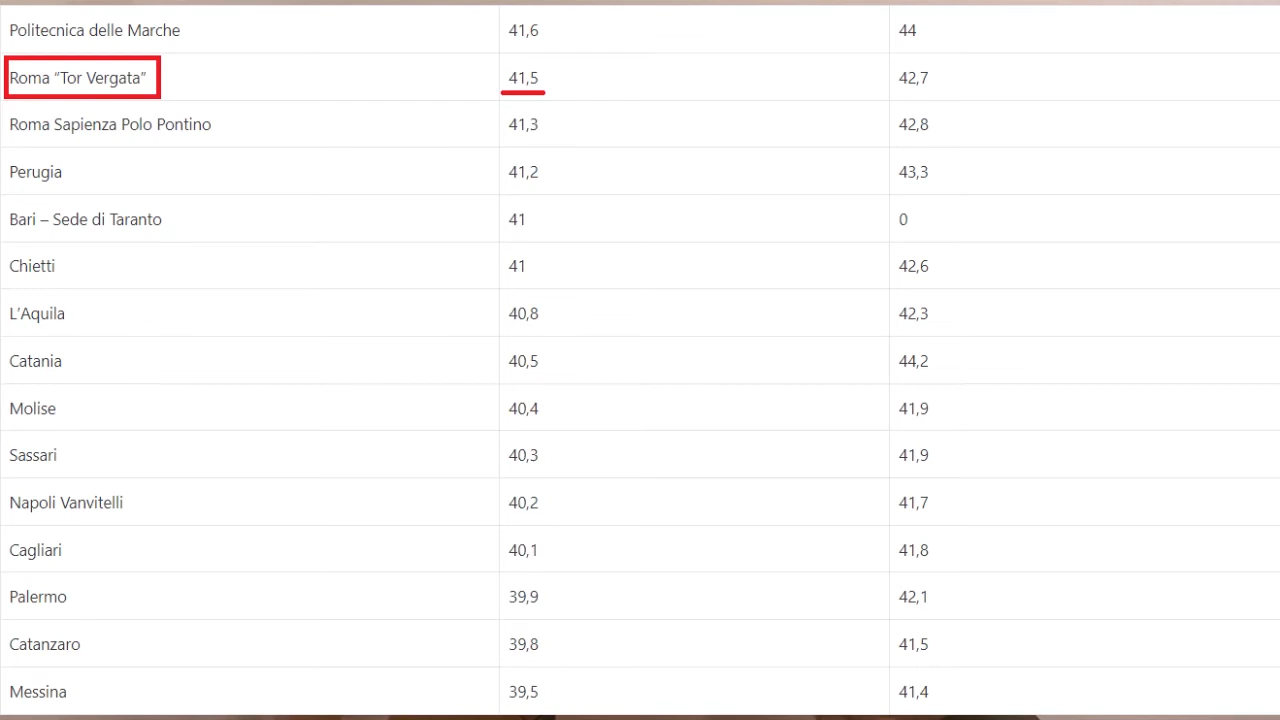 Politecnica delle Marche 41,6 44
Roma “Tor Vergata” 41,5 42,7
Roma Sapienza Polo Pontino 41,3 42,8
Perugia 41,2 43,3
Bari – Sede di Taranto 41 0
Chietti 41 42,6
L’Aquila 40,8 42,3
Catania 40,5 44,2
Molise 40,4 41,9
Sassari 40,3 41,9
Napoli Vanvitelli 40,2 41,7
Cagliari 40,1 41,8
Palermo 39,9 42,1
Catanzaro 39,8 41,5
Messina 39,5 41,4